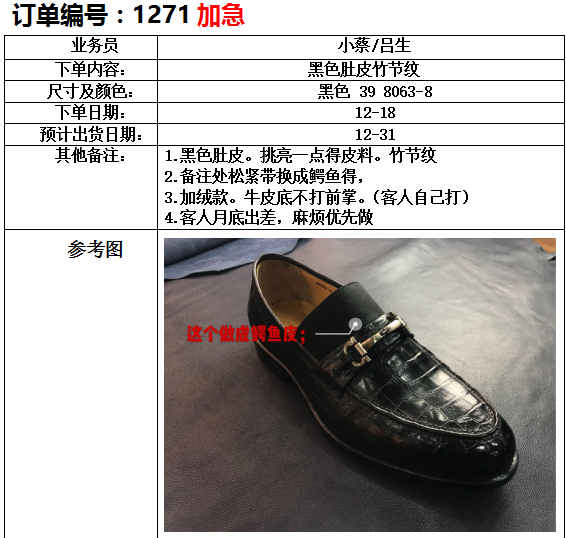 订单编号：1271 加急
业务员 小蔡/吕生
下单内容： 黑色肚皮竹节纹
尺寸及颜色： 黑色 39 8063-8
下单日期： 12-18
预计出货日期： 12-31
其他备注： 1.黑色肚皮。挑亮一点得皮料。竹节纹
2.备注处松紧带换成鳄鱼得，
3.加绒款。牛皮底不打前掌。（客人自己打）
4.客人月底出差，麻烦优先做
参考图
这个做成鳄鱼皮；